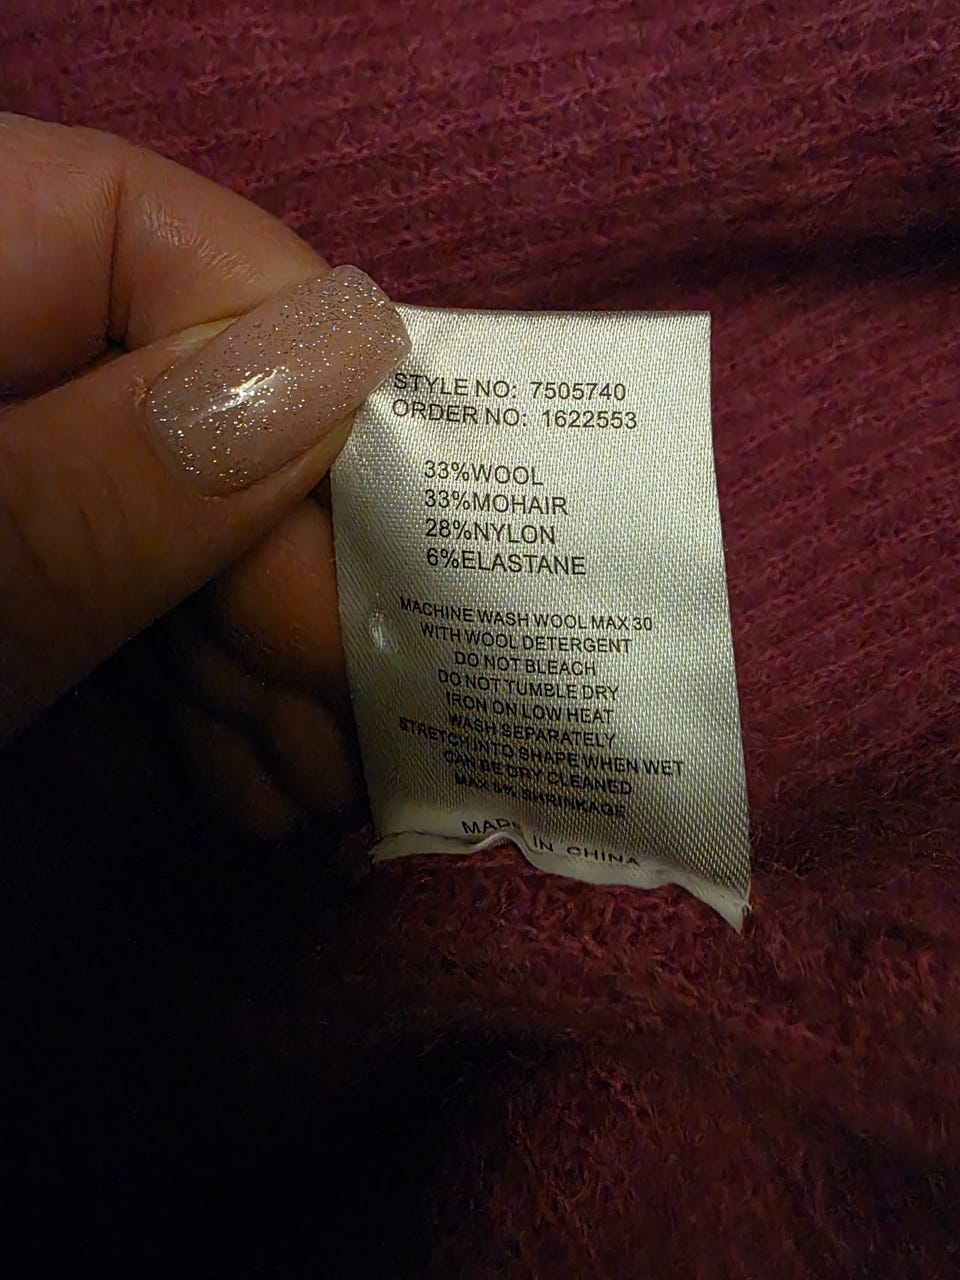 STYLE NO: 7505740
ORDER NO: 1622553
33%WOOL
33%MOHAIR
28%NYLON
6%ELASTANE
MACHINE WASH WOOL MAX 30
WITH WOOL DETERGENT
DO NOT BLEACH
DO NOT TUMBLE DRY
IRON ON LOW HEAT
WASH SEPARATELY
STRETCH INTO SHAPE WHEN WET
CAN BE DRY CLEANED
MAX 5% SHRINKAGE
MADE IN CHINA